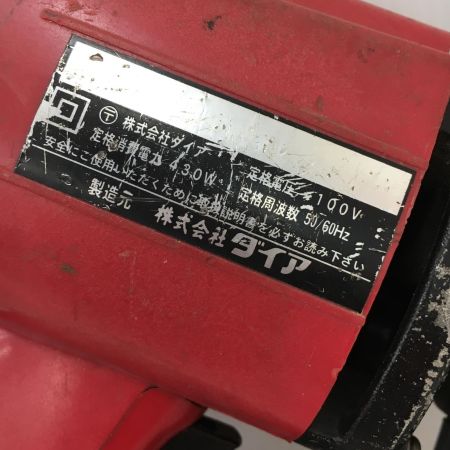 〒 株式会社ダイア
定格電圧 100V
定格消費電力 130W 定格周波数 50/60Hz
安全にご使用いただくために取扱説明書を必ずお読み下さい
製造元 株式会社ダイア